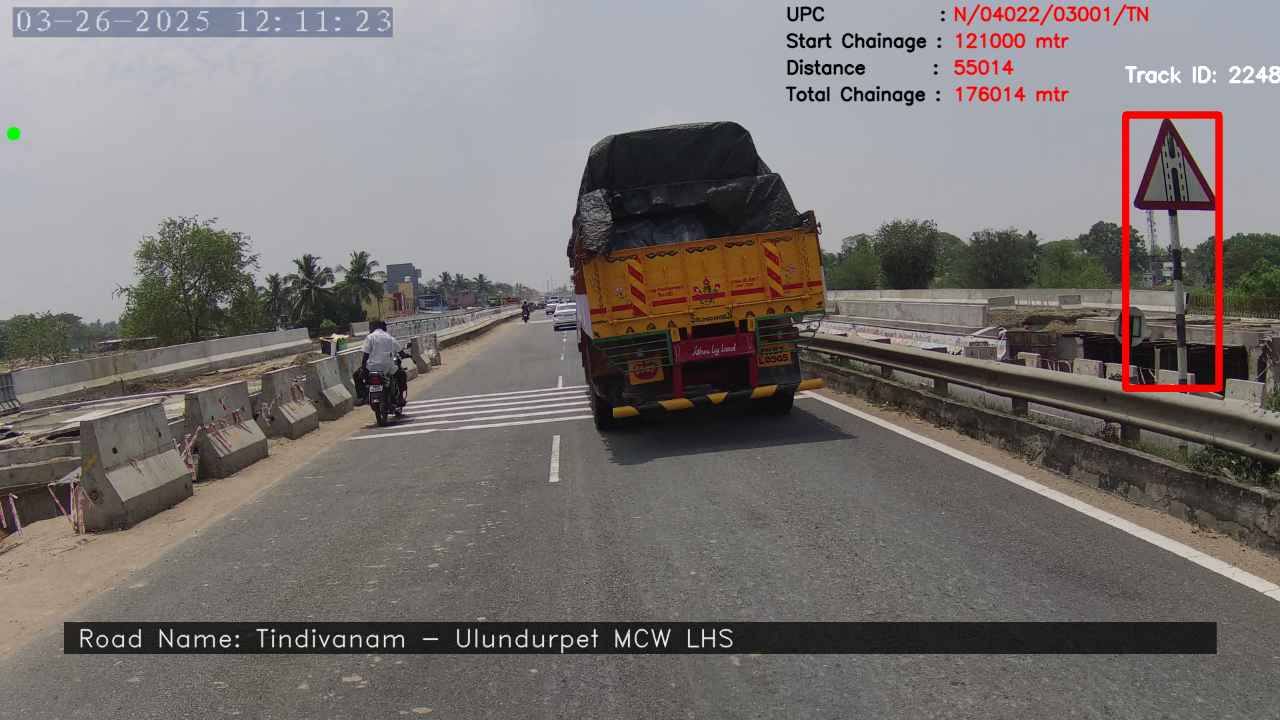 03-26-2025 12:11:23
UPC : N/04022/03001/TN
Start Chainage : 121000 mtr
Distance : 55014
Total Chainage : 176014 mtr
Track ID: 2248
Road Name: Tindivanam - Ulundurpet MCW LHS